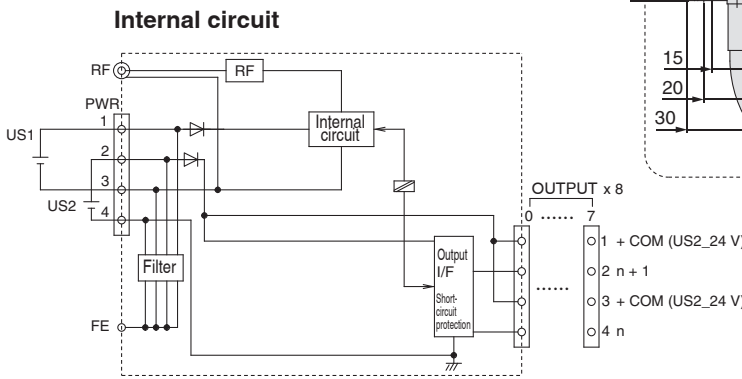 Internal circuit
RF
RF
PWR
US1
1
2
3
US2
4
Internal
circuit
Filter
FE
Output
I/F
Short-
circuit
protection
OUTPUT x 8
0 ...... 7
......
1 + COM (US2_24 V)
2 n + 1
3 + COM (US2_24 V)
4 n
15
20
30